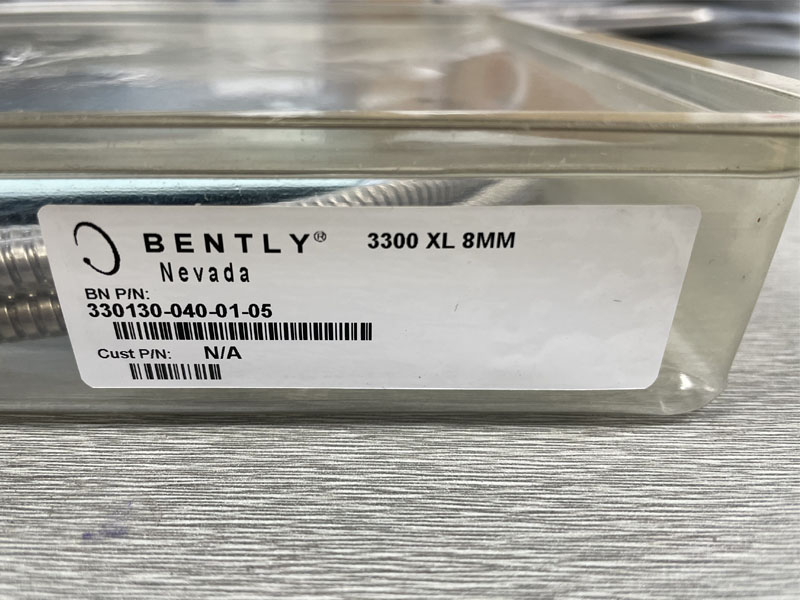 BENTLY® 3300 XL 8MM
Nevada
BN P/N:
330130-040-01-05
Cust P/N: N/A